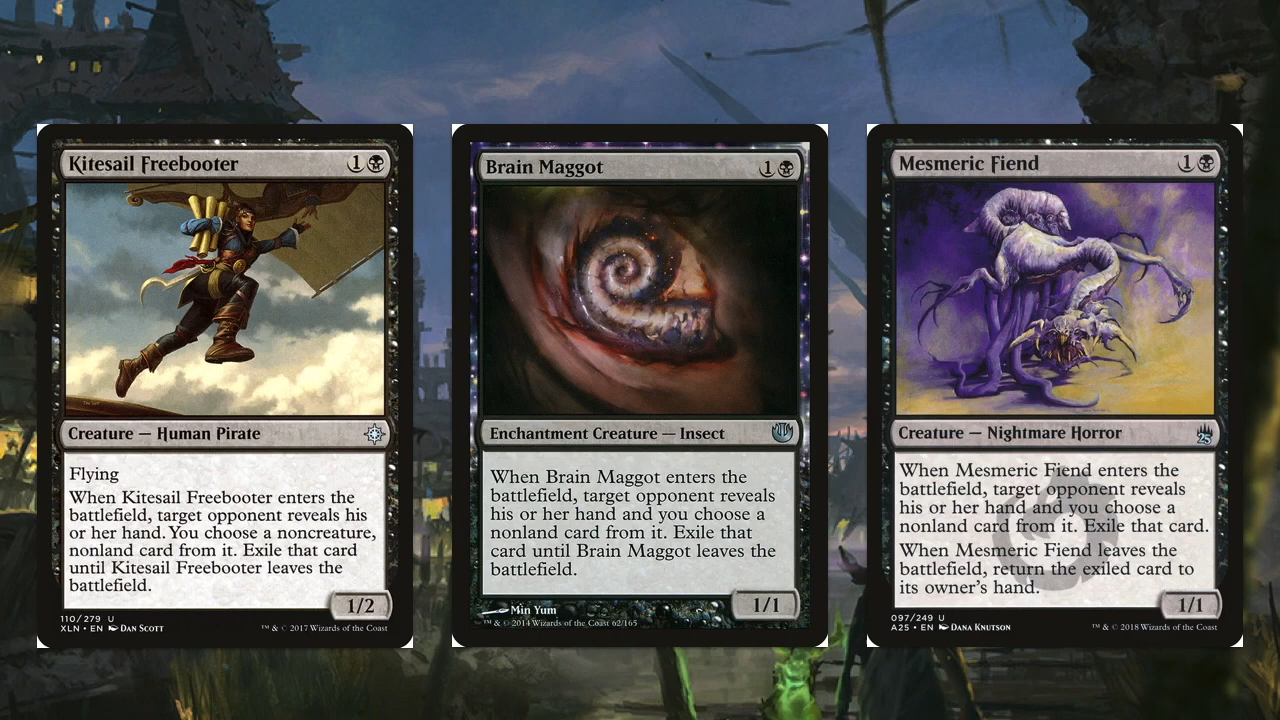 Kitesail Freebooter 1
Creature — Human Pirate
Flying
When Kitesail Freebooter enters the
battlefield, target opponent reveals his
or her hand. You choose a noncreature,
nonland card from it. Exile that card
until Kitesail Freebooter leaves the
battlefield.
1/2
110/279 U
XLN • EN DAN SCOTT
™ & © 2017 Wizards of the Coast
Brain Maggot 1
Enchantment Creature — Insect
When Brain Maggot enters the
battlefield, target opponent reveals
his or her hand and you choose a
nonland card from it. Exile that
card until Brain Maggot leaves the
battlefield.
1/1
Min Yum
™ & © 2014 Wizards of the Coast 62/165
Mesmeric Fiend 1
Creature — Nightmare Horror
25
When Mesmeric Fiend enters the
battlefield, target opponent reveals
his or her hand and you choose a
nonland card from it. Exile that card.
When Mesmeric Fiend leaves the
battlefield, return the exiled card to
its owner's hand.
1/1
097/249 U
A25 • EN DANA KNUTSON
™ & © 2018 Wizards of the Coast